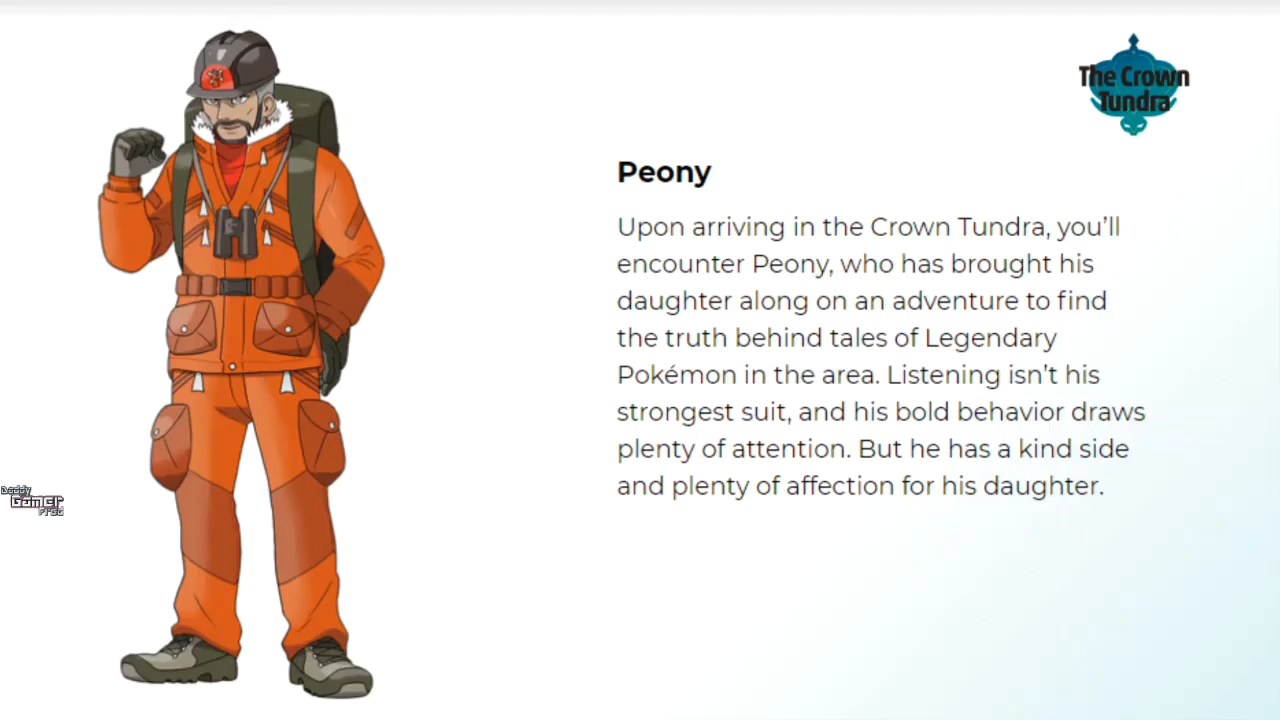 The Crown
Tundra
Peony
Upon arriving in the Crown Tundra, you'll
encounter Peony, who has brought his
daughter along on an adventure to find
the truth behind tales of Legendary
Pokémon in the area. Listening isn't his
strongest suit, and his bold behavior draws
plenty of attention. But he has a kind side
and plenty of affection for his daughter.
Daddy
Gamer
Fred